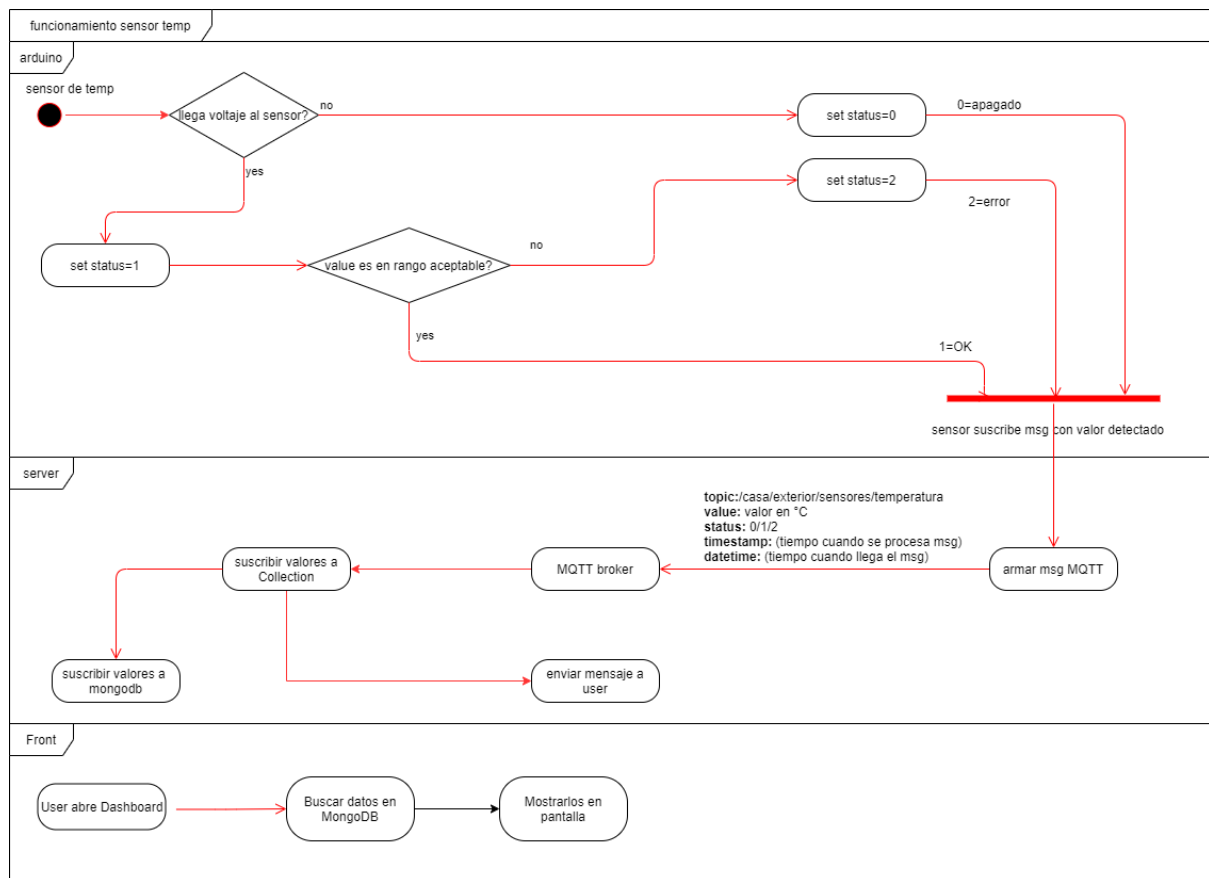 funcionamiento sensor temp
arduino
sensor de temp
llega voltaje al sensor?
no
set status=0
0=apagado
yes
set status=2
2=error
set status=1
value es en rango aceptable?
no
yes
1=OK
sensor suscribe msg con valor detectado
server
topic:/casa/exterior/sensores/temperatura
value: valor en °C
status: 0/1/2
timestamp: (tiempo cuando se procesa msg)
datetime: (tiempo cuando llega el msg)
suscribir valores a
Collection
MQTT broker
armar msg MQTT
suscribir valores a
mongodb
enviar mensaje a
user
Front
User abre Dashboard
Buscar datos en
MongoDB
Mostrarlos en
pantalla